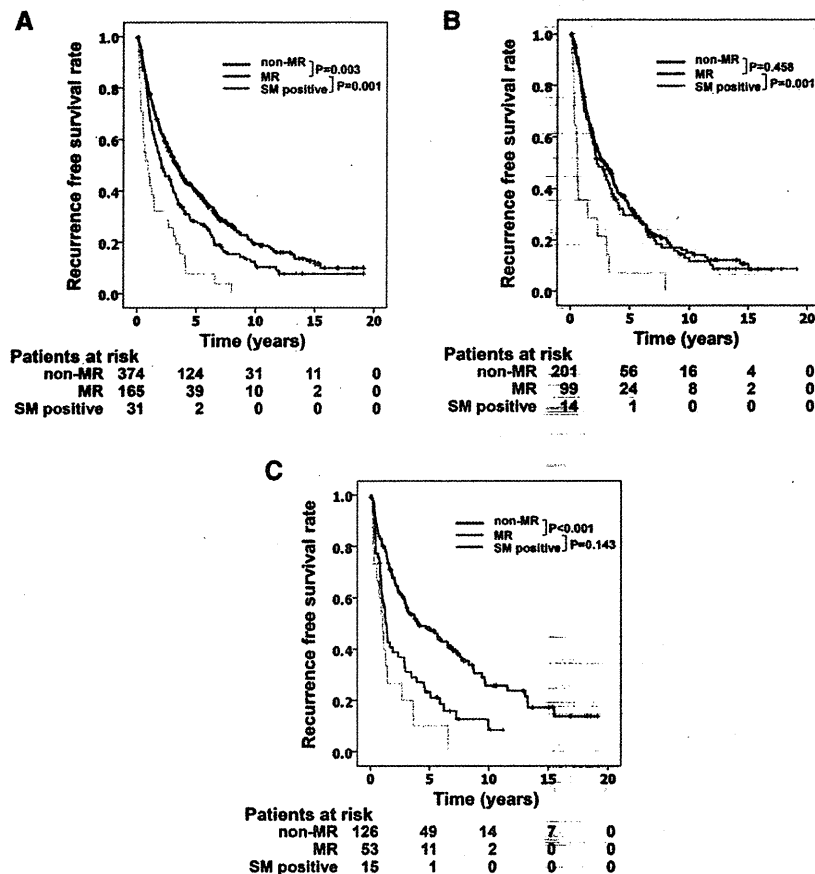 A
Recurrence free survival rate
1.0
0.8
0.6
0.4
0.2
0.0
non-MR
MR
SM positive
P=0.003
P=0.001
0 5 10 15 20
Time (years)
Patients at risk
non-MR 374 124 31 11 0
MR 165 39 10 2 0
SM positive 31 2 0 0 0
B
Recurrence free survival rate
1.0
0.8
0.6
0.4
0.2
0.0
non-MR
MR
SM positive
P=0.458
P=0.001
0 5 10 15 20
Time (years)
Patients at risk
non-MR 201 56 16 4 0
MR 99 24 8 2 0
SM positive 14 1 0 0 0
C
Recurrence free survival rate
1.0
0.8
0.6
0.4
0.2
0.0
non-MR
MR
SM positive
P<0.001
P=0.143
0 5 10 15 20
Time (years)
Patients at risk
non-MR 126 49 14 7 0
MR 53 11 2 0 0
SM positive 15 1 0 0 0